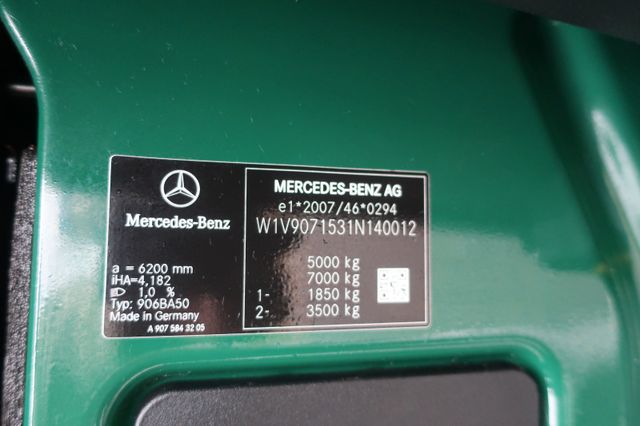 Mercedes-Benz
a = 6200 mm
iHA=4,182
1,0 %
Typ: 906BA50
Made in Germany
A 907 584 32 05
MERCEDES-BENZ AG
e1*2007/46*0294
W1V9071531N140012
5000 kg
7000 kg
1- 1850 kg
2- 3500 kg